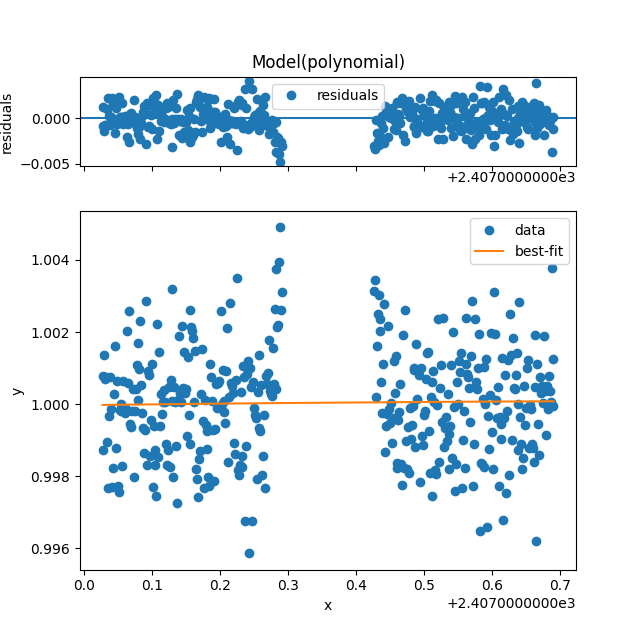 Model(polynomial)
residuals
0.000
−0.005
residuals
+2.4070000000e3
1.004
1.002
1.000
0.998
0.996
y
data
best-fit
0.0 0.1 0.2 0.3 0.4 0.5 0.6 0.7
x
+2.4070000000e3